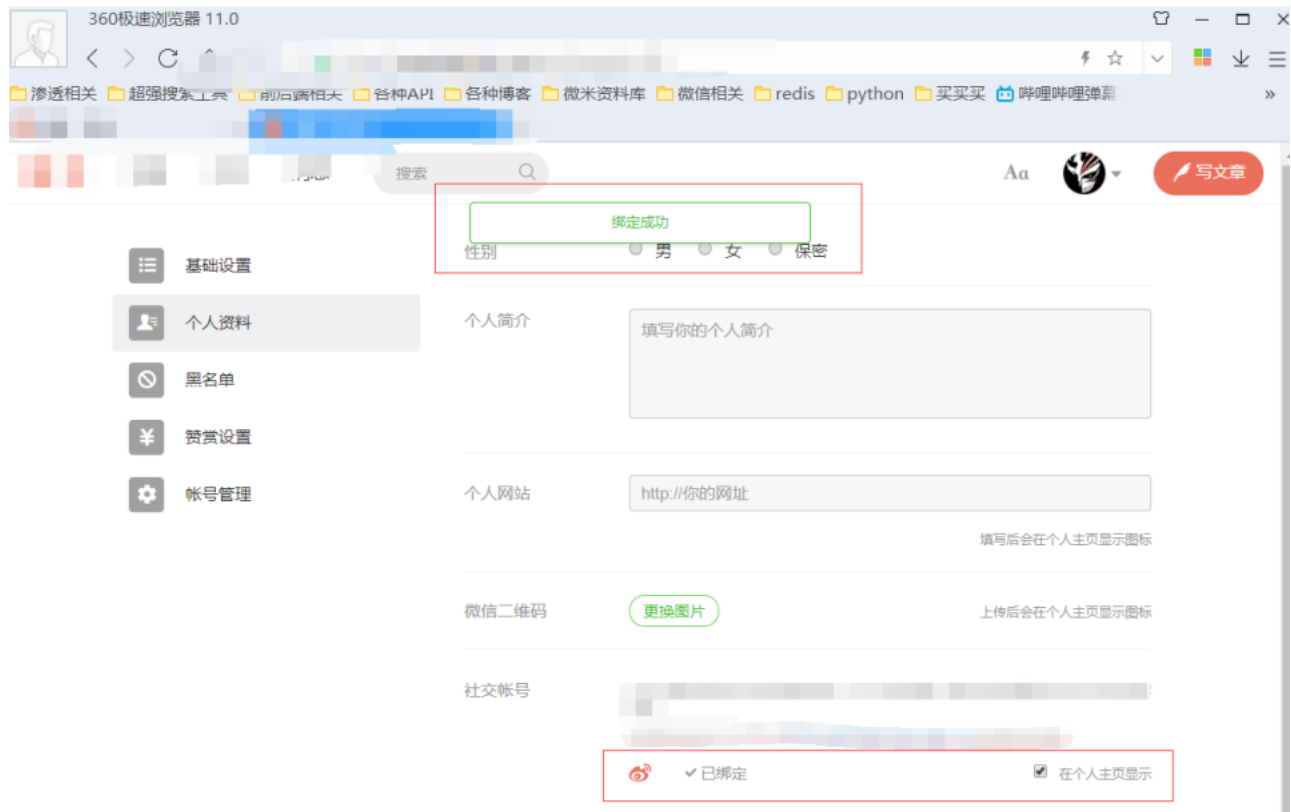 360极速浏览器 11.0
渗透相关 超强搜索工具 前后端相关 各种API 各种博客 微米资料库 微信相关 redis python 买买买 哔哩哔哩弹幕 »
搜索 Aa 写文章
绑定成功
性别 男 女 保密
基础设置
个人资料
黑名单
赞赏设置
帐号管理
个人简介 填写你的个人简介
个人网站 http://你的网址
填写后会在个人主页显示图标
微信二维码 更换图片 上传后会在个人主页显示图标
社交帐号
已绑定 在个人主页显示